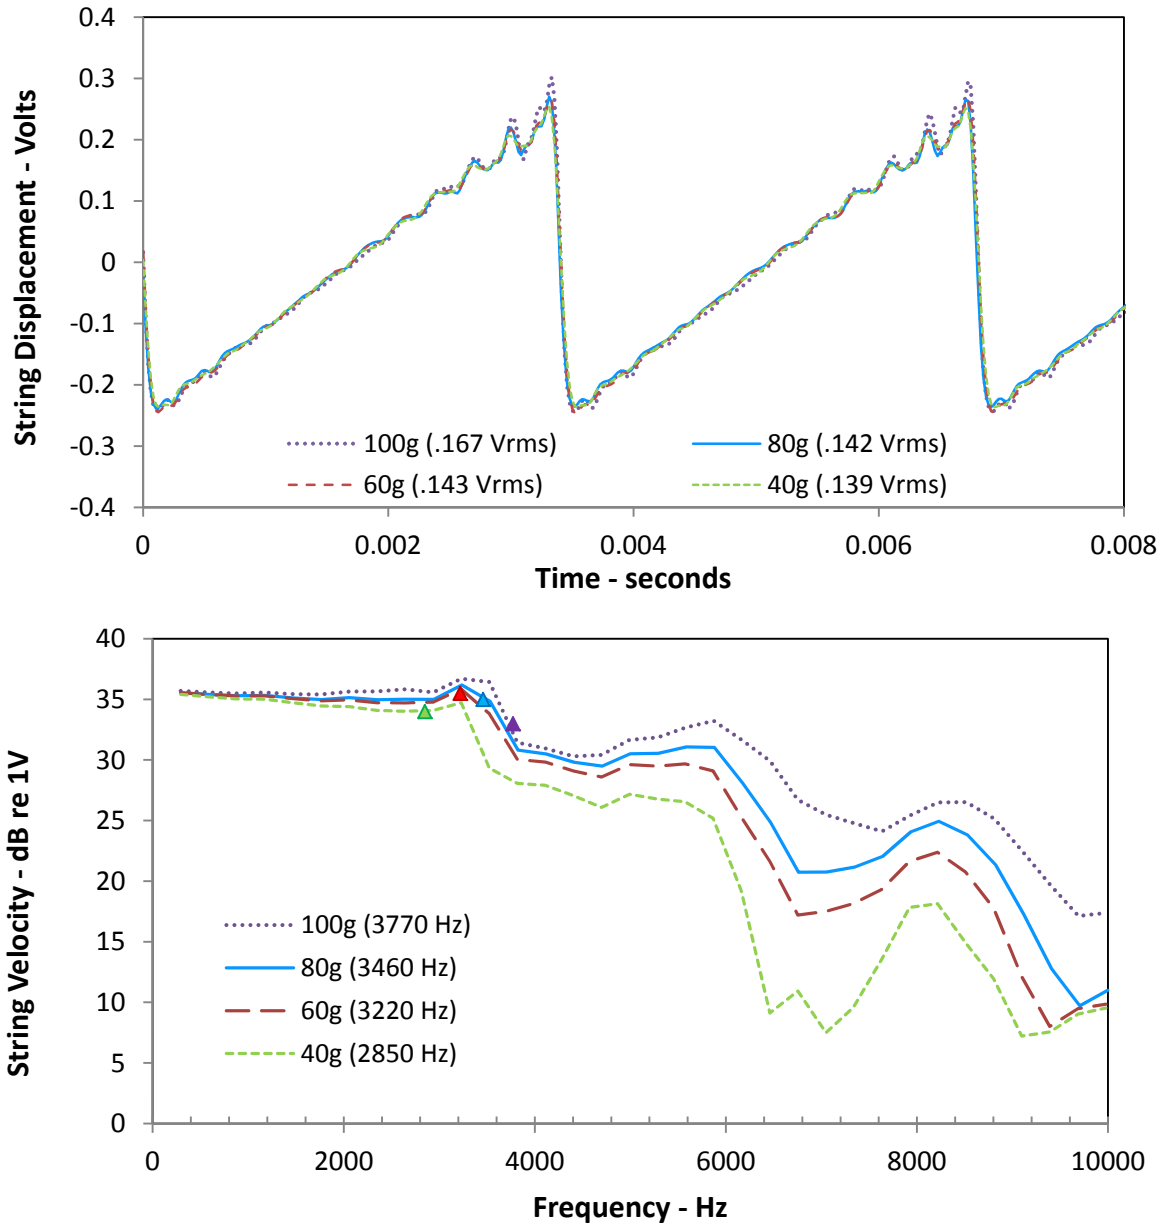 0.4
0.3
0.2
0.1
0
-0.1
-0.2
-0.3
-0.4
String Displacement - Volts
100g (.167 Vrms)
80g (.142 Vrms)
60g (.143 Vrms)
40g (.139 Vrms)
0
0.002
0.004
0.006
0.008
Time - seconds
40
35
30
25
20
15
10
5
0
String Velocity - dB re 1V
100g (3770 Hz)
80g (3460 Hz)
60g (3220 Hz)
40g (2850 Hz)
0
2000
4000
6000
8000
10000
Frequency - Hz